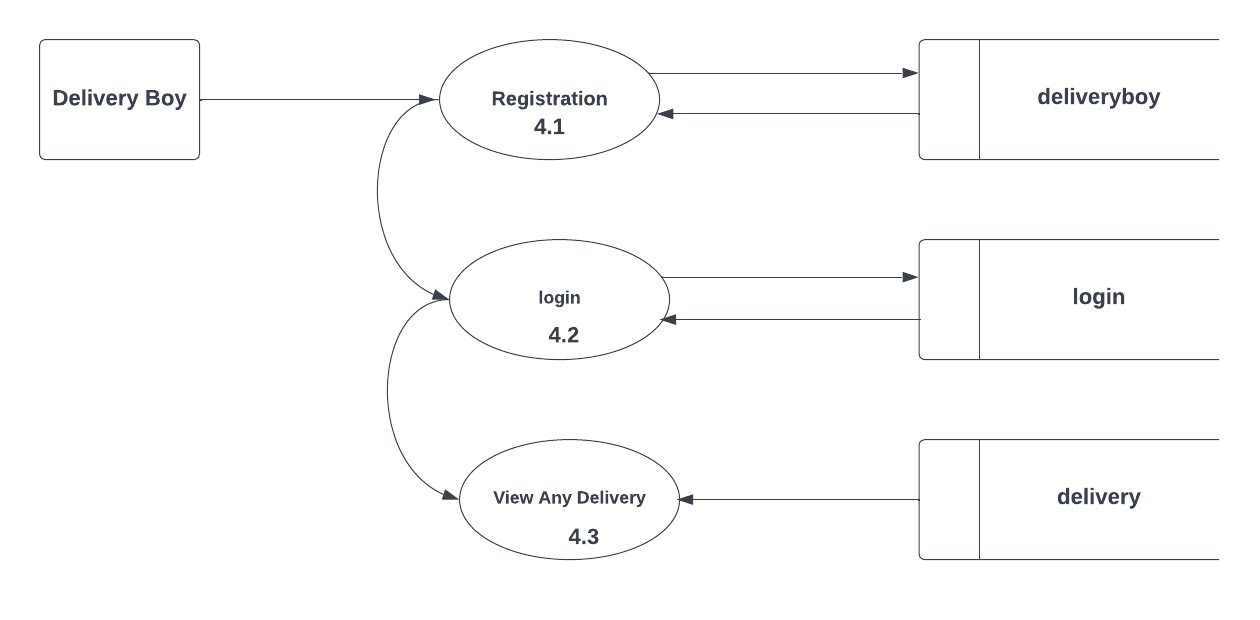 Delivery Boy
Registration
4.1
deliveryboy
login
4.2
login
View Any Delivery
4.3
delivery